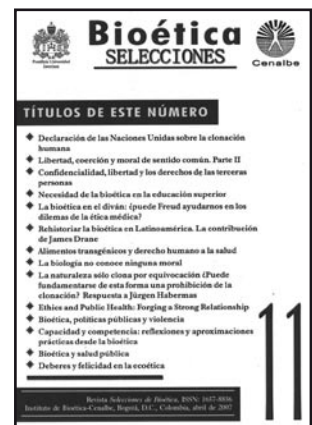 Bioética
SELECCIONES
Pontificia Universidad
Javeriana
Cenalbe
TÍTULOS DE ESTE NÚMERO
Declaración de las Naciones Unidas sobre la clonación
humana
Libertad, coerción y moral de sentido común. Parte II
Confidencialidad, libertad y los derechos de las terceras
personas
Necesidad de la bioética en la educación superior
La bioética en el diván: ¿puede Freud ayudarnos en los
dilemas de la ética médica?
Rehistoriar la bioética en Latinoamérica. La contribución
de James Drane
Alimentos transgénicos y derecho humano a la salud
La biología no conoce ninguna moral
La naturaleza sólo clona por equivocación (Puede
fundamentarse de esta forma una prohibición de la
clonación? Respuesta a Jürgen Habermas
Ethics and Public Health: Forging a Strong Relationship
Bioética, políticas públicas y violencia
Capacidad y competencia: reflexiones y aproximaciones
prácticas desde la bioética
Bioética y salud pública
Deberes y felicidad en la ecoética
11
Revista Selecciones de Bioética, ISSN: 1657-8856
Instituto de Bioética-Cenalbe, Bogotá, D.C., Colombia, abril de 2007